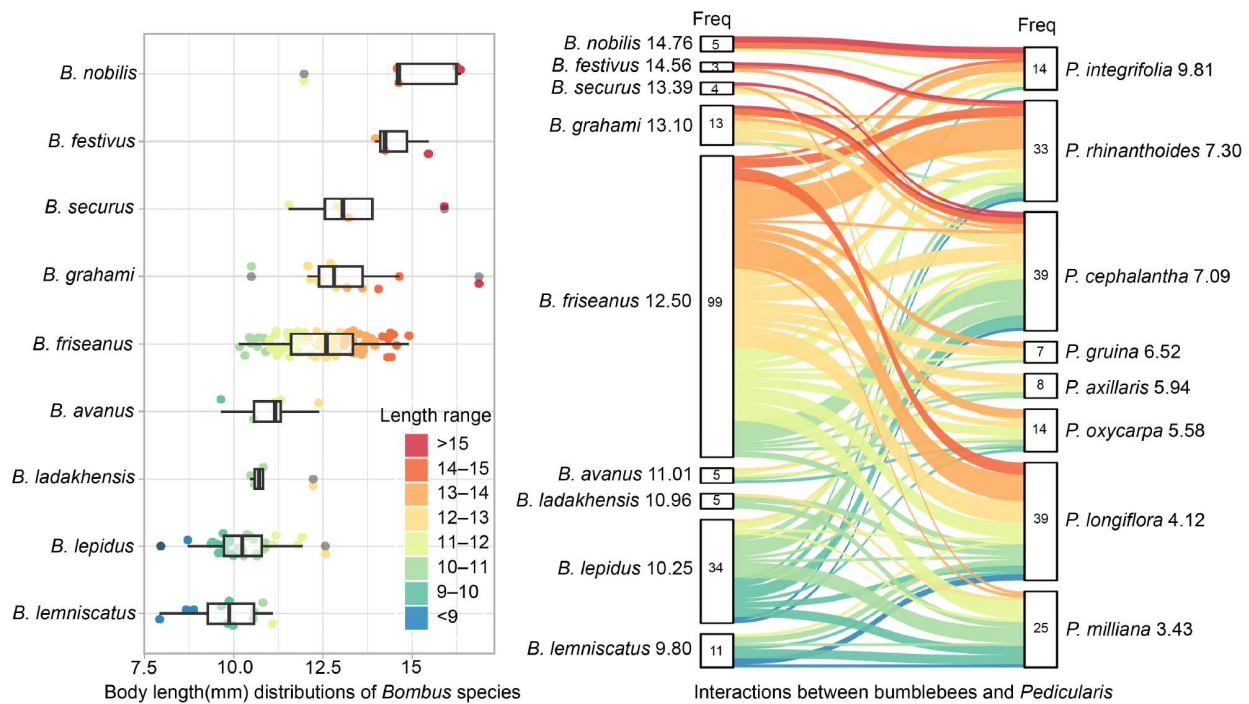 B. nobilis
B. festivus
B. securus
B. grahami
B. friseanus
B. avanus
B. ladakhensis
B. lepidus
B. lemniscatus
7.5 10.0 12.5 15
Body length(mm) distributions of Bombus species
Length range
>15
14–15
13–14
12–13
11–12
10–11
9–10
<9
Freq
B. nobilis 14.76 5
B. festivus 14.56 3
B. securus 13.39 4
B. grahami 13.10 13
B. friseanus 12.50 99
B. avanus 11.01 5
B. ladakhensis 10.96 5
B. lepidus 10.25 34
B. lemniscatus 9.80 11
Freq
14 P. integrifolia 9.81
33 P. rhinanthoides 7.30
39 P. cephalantha 7.09
7 P. gruina 6.52
8 P. axillaris 5.94
14 P. oxycarpa 5.58
39 P. longiflora 4.12
25 P. milliana 3.43
Interactions between bumblebees and Pedicularis